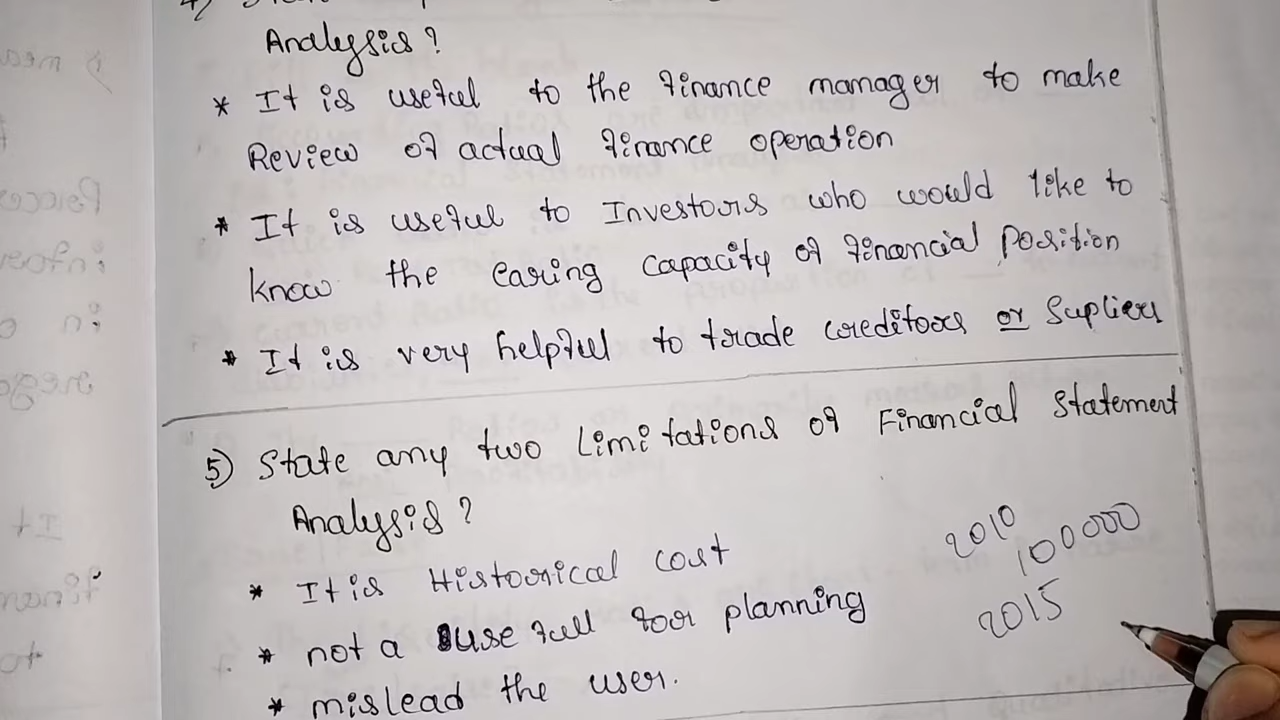 4)
Analysis?
* It is useful to the finance manager to make
Review of actual finance operation
* It is useful to Investors who would like to
know the earing capacity of financial position
* It is very helpful to trade creditors or Supliers
5) State any two Limitations of Financial Statement
Analysis?
* It is Historical cost
* not a usefull for planning
* mislead the user.
2010
100000
2015